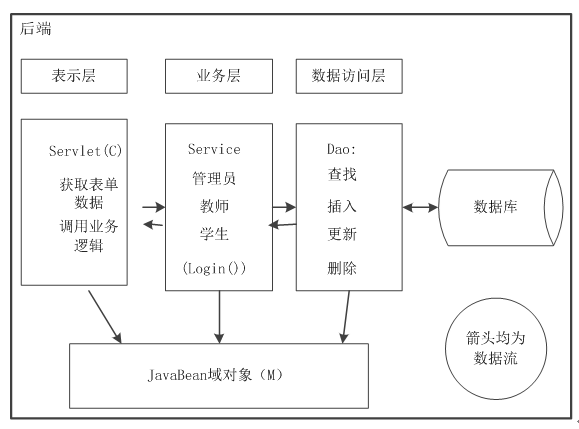 后端
表示层
业务层
数据访问层
Servlet(C)
获取表单
数据
调用业务
逻辑
Service
管理员
教师
学生
(Login())
Dao:
查找
插入
更新
删除
数据库
箭头均为
数据流
JavaBean域对象（M）